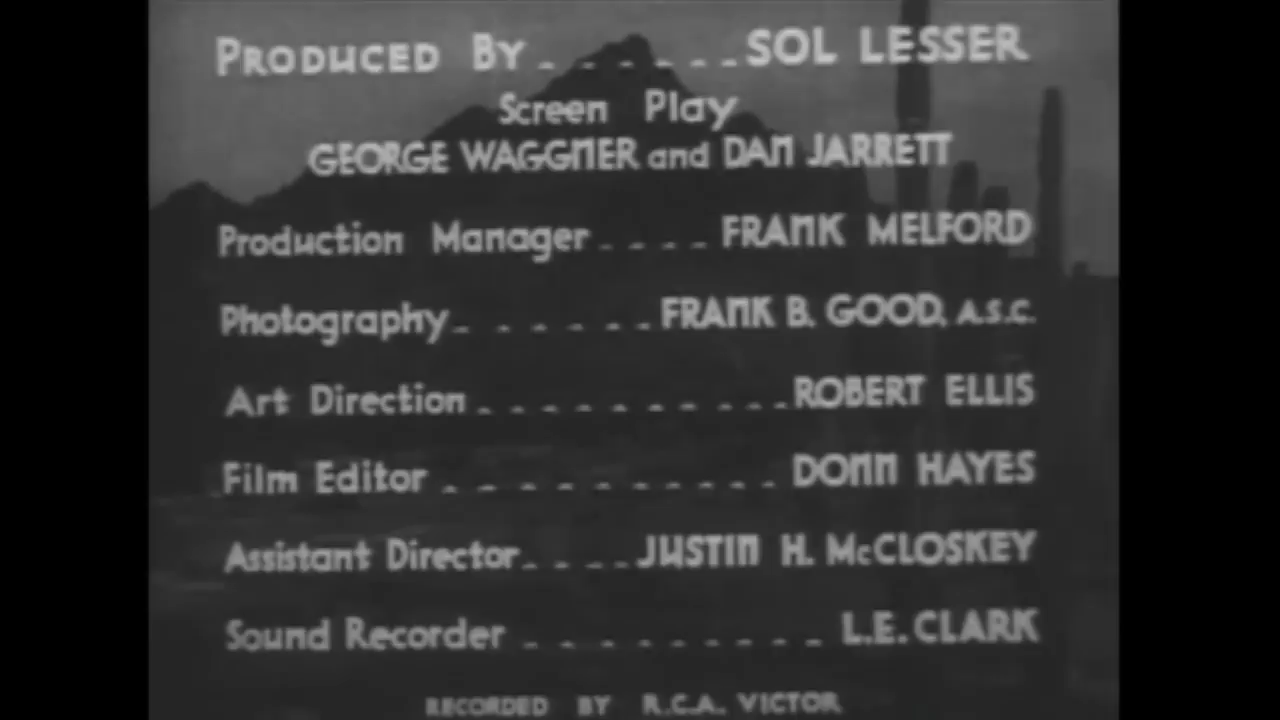 PRODUCED BY ...... SOL LESSER
Screen Play
GEORGE WAGGNER and DAN JARRETT
Production Manager .... FRANK MELFORD
Photography ...... FRANK B. GOOD, A.S.C.
Art Direction .......... ROBERT ELLIS
Film Editor .......... DONN HAYES
Assistant Director .... JUSTIN H. McCLOSKEY
Sound Recorder ......... L.E. CLARK
RECORDED BY R.C.A. VICTOR